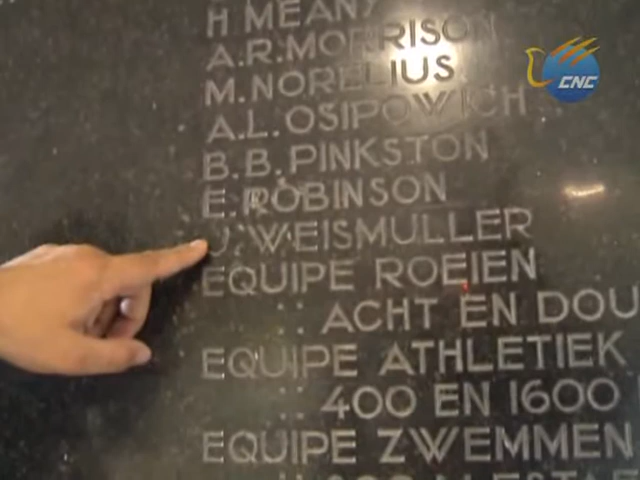 H MEANY
A.R. MORRISON
M. NORELIUS
A.L. OSIPOWICH
B.B. PINKSTON
E. ROBINSON
J. WEISMULLER
EQUIPE ROEIEN
:: ACHT EN DOU
EQUIPE ATHLETIEK
:: 400 EN 1600
EQUIPE ZWEMMEN
CNC